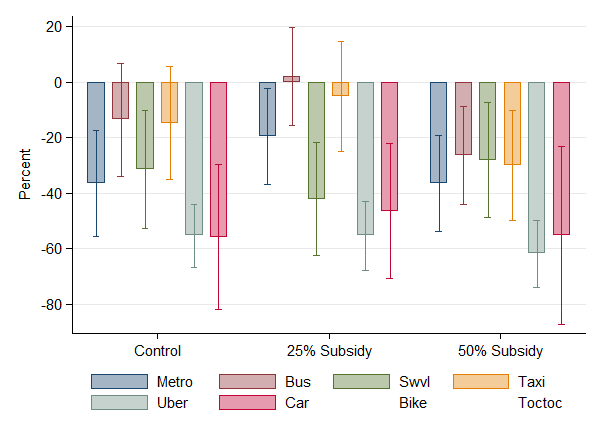 20
0
-20
-40
-60
-80
Percent
Control 25% Subsidy 50% Subsidy
Metro Bus Swvl Taxi
Uber Car Bike Toctoc